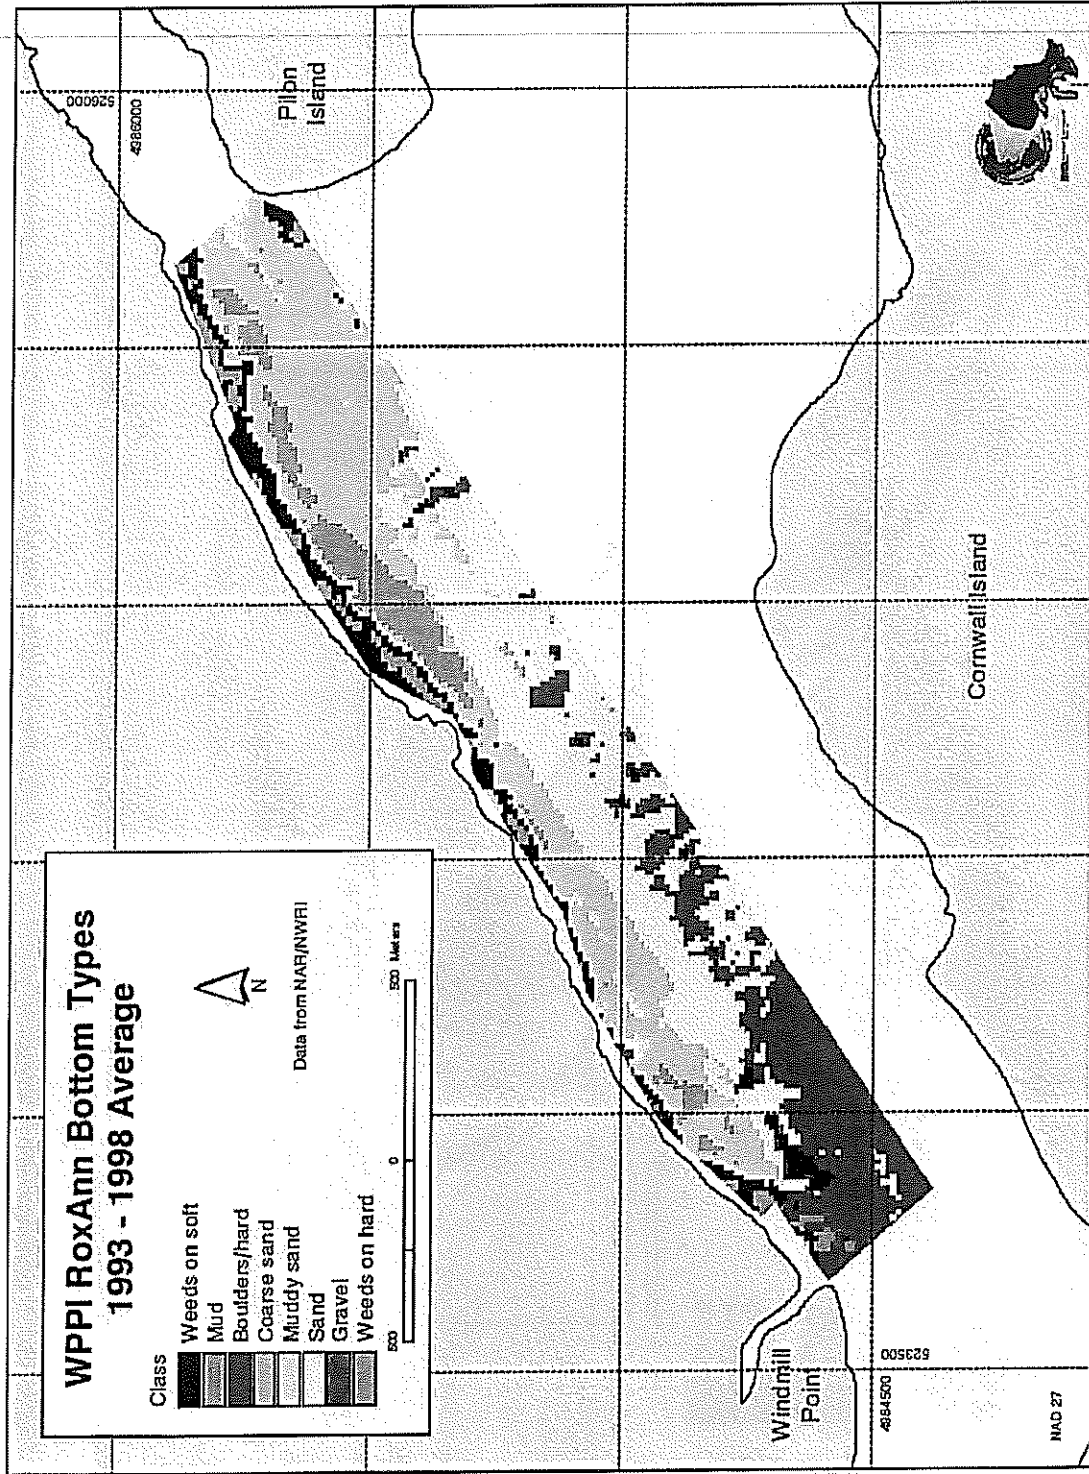 WPPI RoxAnn Bottom Types
1993 - 1998 Average
Class
Weeds on soft
Mud
Boulders/hard
Coarse sand
Muddy sand
Sand
Gravel
Weeds on hard
N
Data from NAR/NWRI
500 0 500 Meters
526000
4986000
Pilon
Island
Cornwall Island
Windmill
Point
523500
4984500
NAD 27